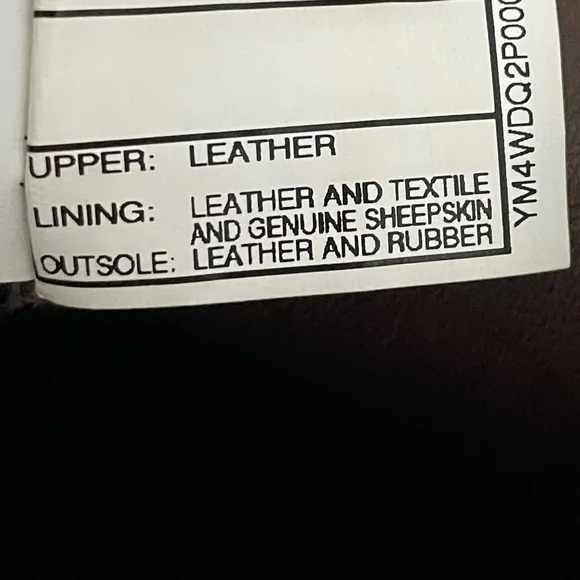 UPPER: LEATHER
LINING: LEATHER AND TEXTILE
AND GENUINE SHEEPSKIN
OUTSOLE: LEATHER AND RUBBER
YM4WDQ2P00